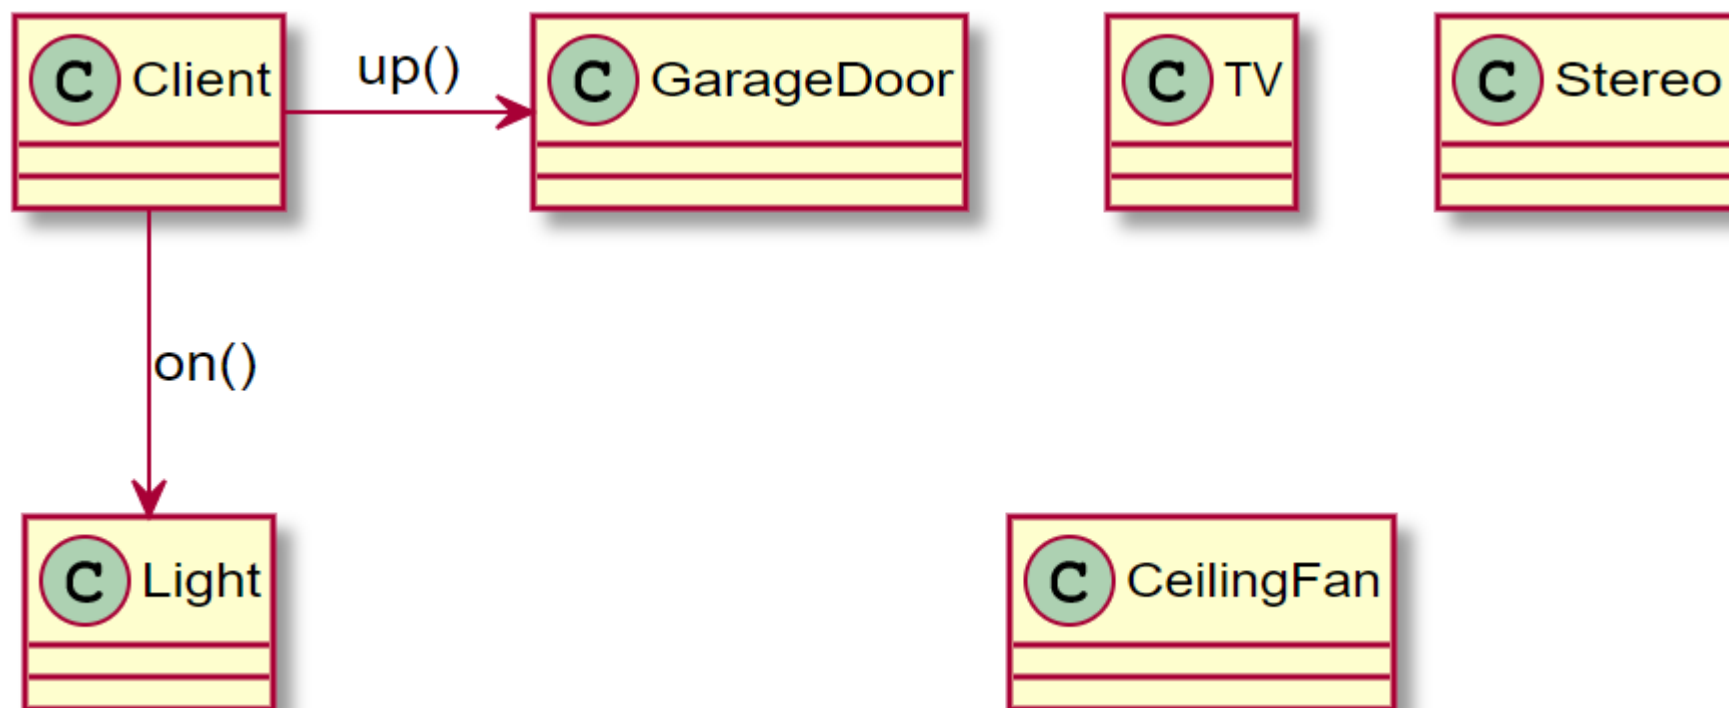 C Client
up()
C GarageDoor
C TV
C Stereo
on()
C Light
C CeilingFan